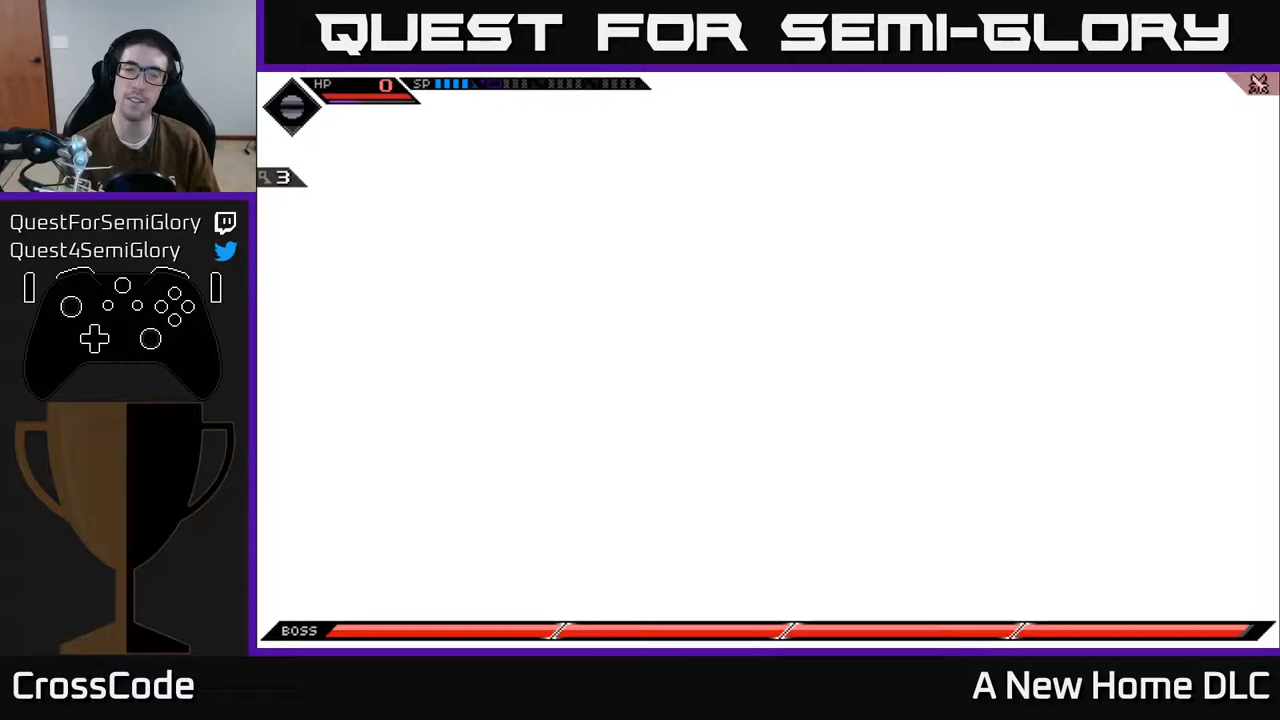 QUEST FOR SEMI-GLORY
HP 0 SP
3
QuestForSemiGlory
Quest4SemiGlory
BOSS
CrossCode
A New Home DLC